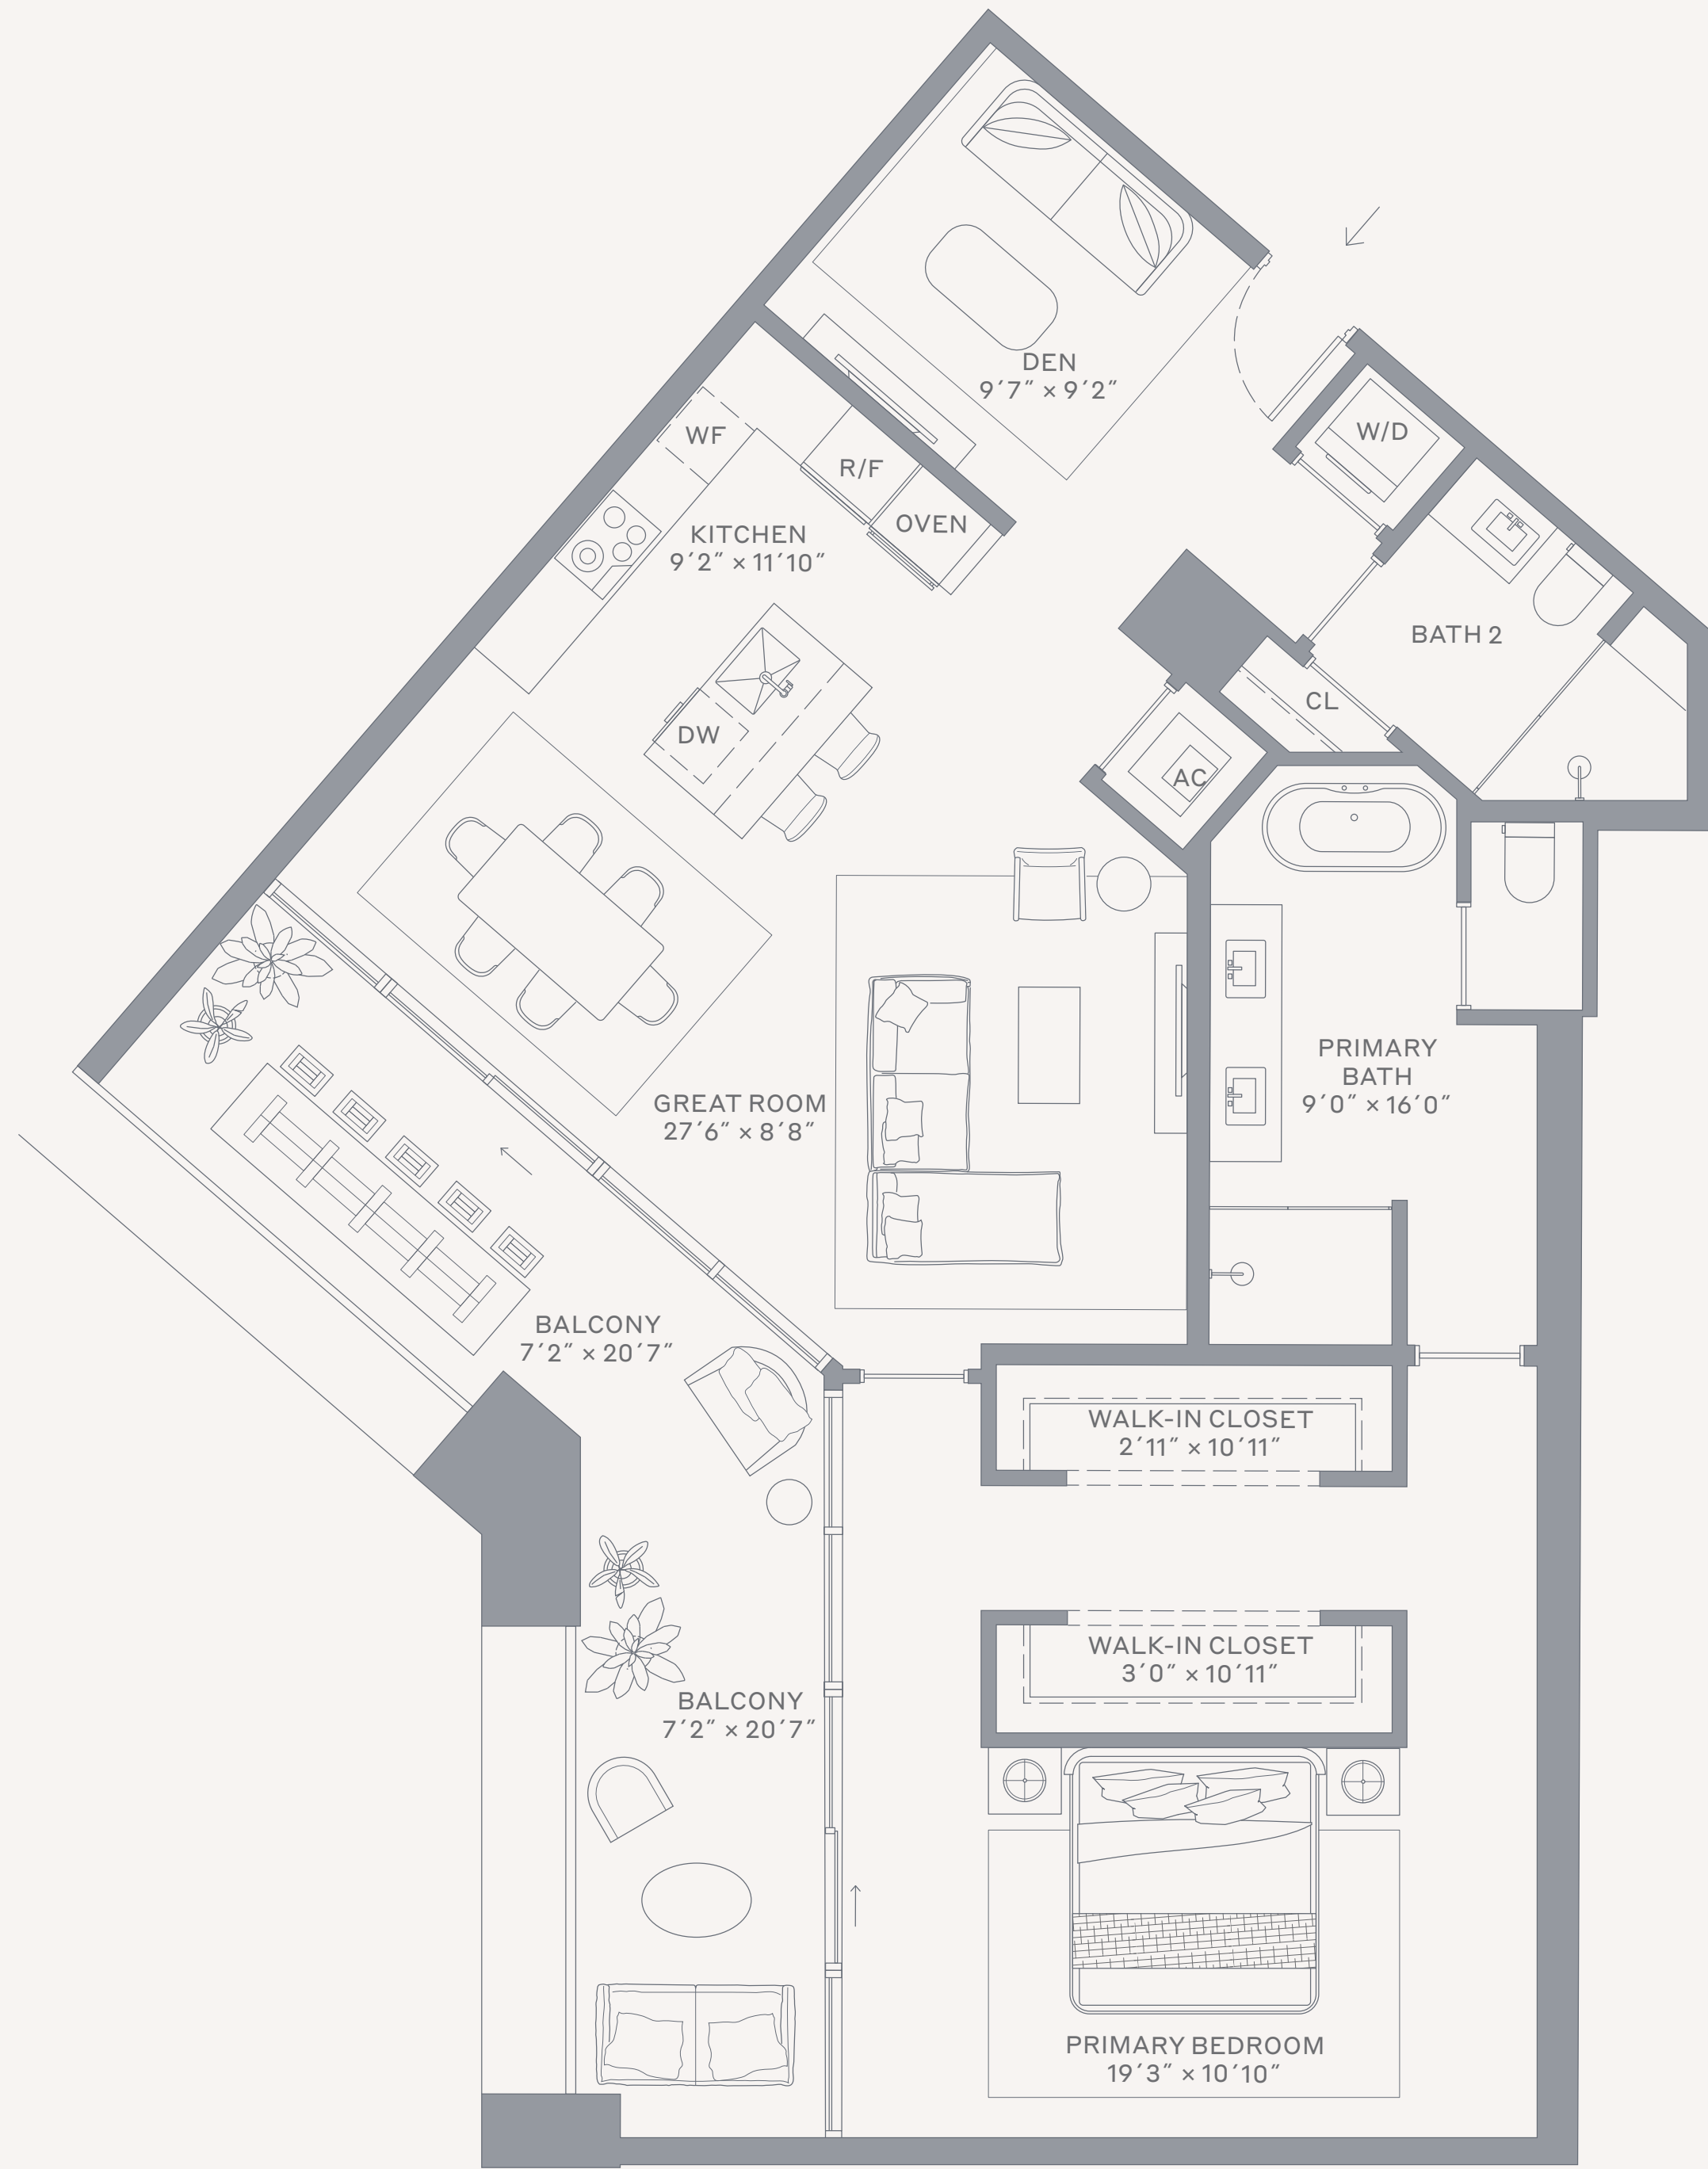 DEN
9′7″ × 9′2″
W/D
WF
R/F
OVEN
KITCHEN
9′2″ × 11′10″
BATH 2
CL
DW
AC
PRIMARY
BATH
9′0″ × 16′0″
GREAT ROOM
27′6″ × 8′8″
BALCONY
7′2″ × 20′7″
WALK-IN CLOSET
2′11″ × 10′11″
WALK-IN CLOSET
3′0″ × 10′11″
BALCONY
7′2″ × 20′7″
PRIMARY BEDROOM
19′3″ × 10′10″